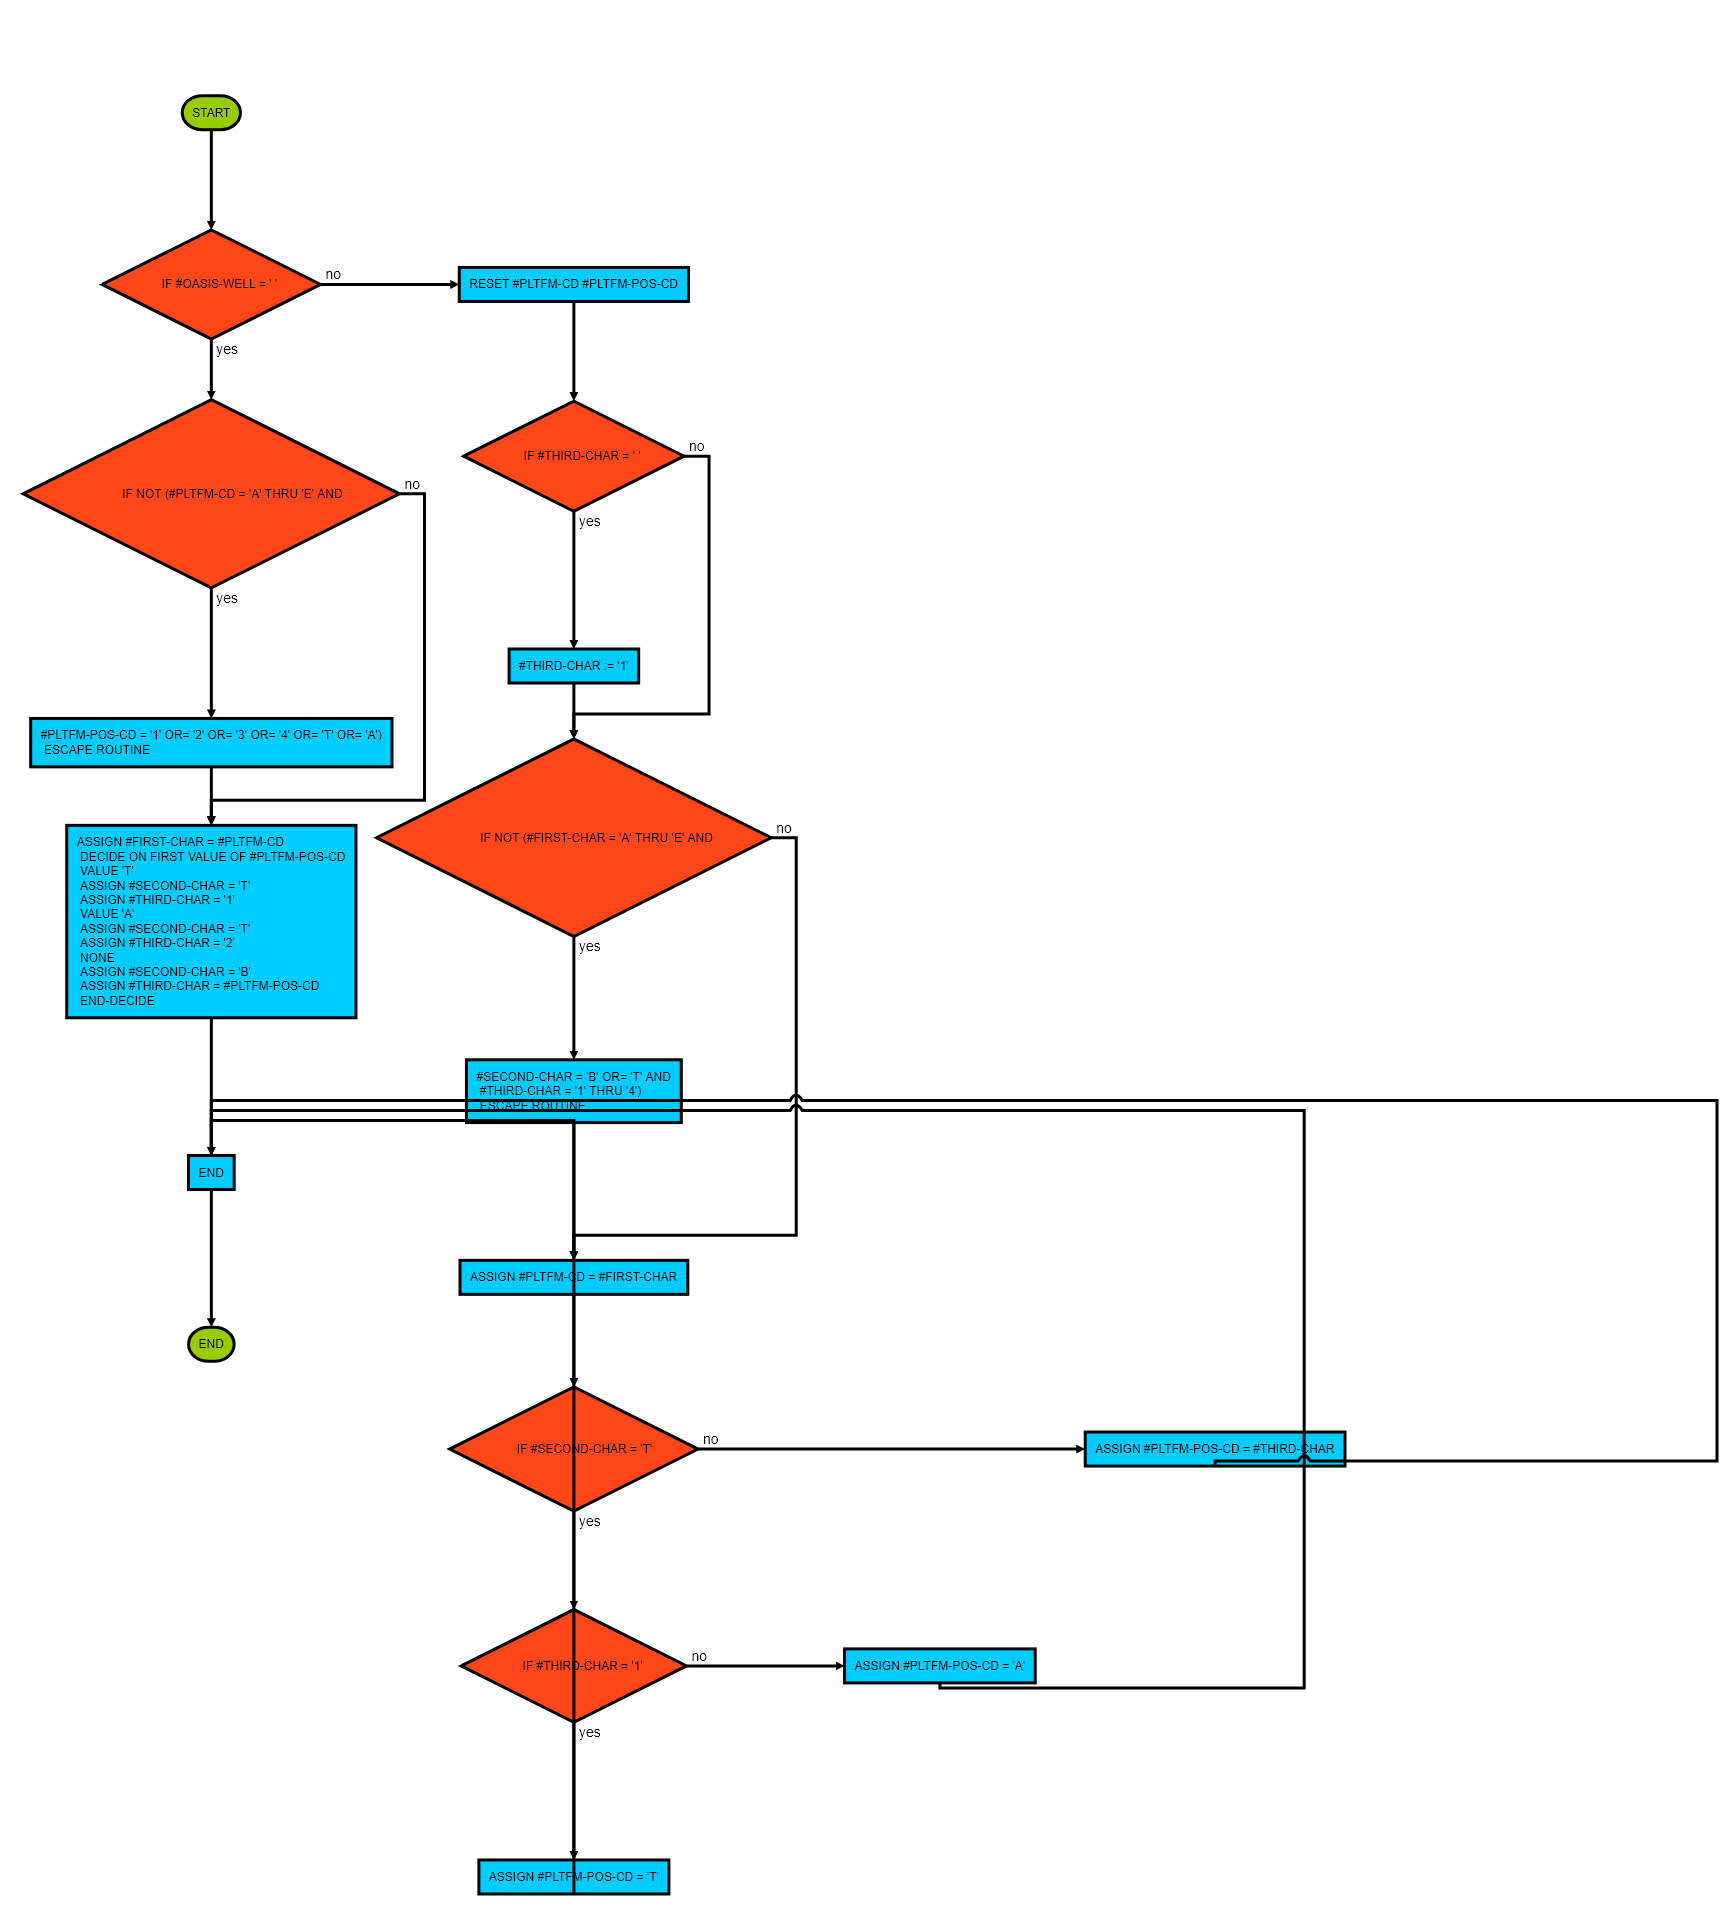 START
IF #OASIS-WELL = ' '
no
RESET #PLTFM-CD #PLTFM-POS-CD
yes
IF #THIRD-CHAR = ' '
no
IF NOT (#PLTFM-CD = 'A' THRU 'E' AND
no
yes
yes
#THIRD-CHAR := '1'
#PLTFM-POS-CD = '1' OR= '2' OR= '3' OR= '4' OR= 'T' OR= 'A')
ESCAPE ROUTINE
IF NOT (#FIRST-CHAR = 'A' THRU 'E' AND
no
yes
ASSIGN #FIRST-CHAR = #PLTFM-CD
DECIDE ON FIRST VALUE OF #PLTFM-POS-CD
VALUE 'T'
ASSIGN #SECOND-CHAR = 'T'
ASSIGN #THIRD-CHAR = '1'
VALUE 'A'
ASSIGN #SECOND-CHAR = 'T'
ASSIGN #THIRD-CHAR = '2'
NONE
ASSIGN #SECOND-CHAR = 'B'
ASSIGN #THIRD-CHAR = #PLTFM-POS-CD
END-DECIDE
#SECOND-CHAR = 'B' OR= 'T' AND
#THIRD-CHAR = '1' THRU '4')
ESCAPE ROUTINE
END
ASSIGN #PLTFM-CD = #FIRST-CHAR
END
IF #SECOND-CHAR = 'T'
no
ASSIGN #PLTFM-POS-CD = #THIRD-CHAR
yes
IF #THIRD-CHAR = '1'
no
ASSIGN #PLTFM-POS-CD = 'A'
yes
ASSIGN #PLTFM-POS-CD = 'T'